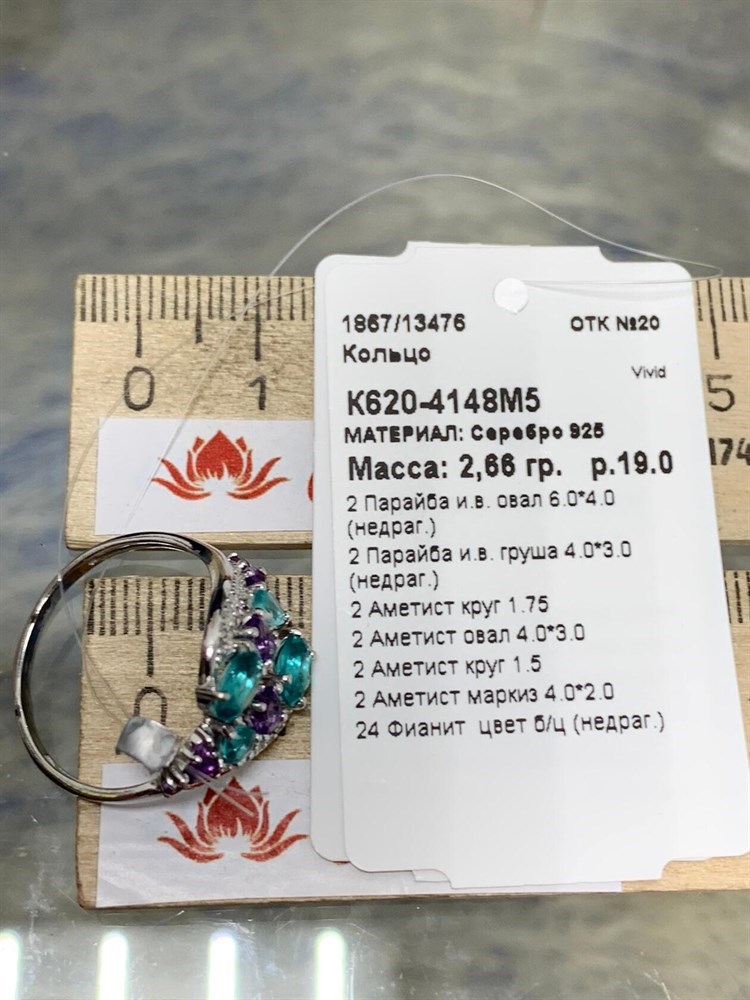 1867/13476 ОТК №20
Кольцо
Vivid
К620-4148М5
МАТЕРИАЛ: Серебро 925
Масса: 2,66 гр. р.19.0
2 Парайба и.в. овал 6.0*4.0
(недраг.)
2 Парайба и.в. груша 4.0*3.0
(недраг.)
2 Аметист круг 1.75
2 Аметист овал 4.0*3.0
2 Аметист круг 1.5
2 Аметист маркиз 4.0*2.0
24 Фианит цвет б/ц (недраг.)
0 1 5
174
0